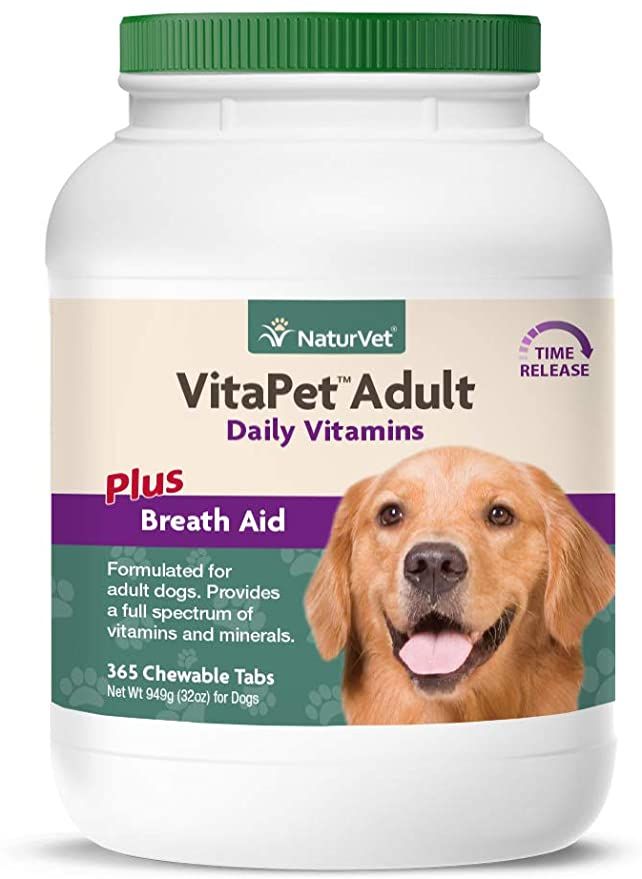 NaturVet®
TIME
RELEASE
VitaPet™ Adult
Daily Vitamins
Plus
Breath Aid
Formulated for
adult dogs. Provides
a full spectrum of
vitamins and minerals.
365 Chewable Tabs
Net Wt 949g (32oz) for Dogs